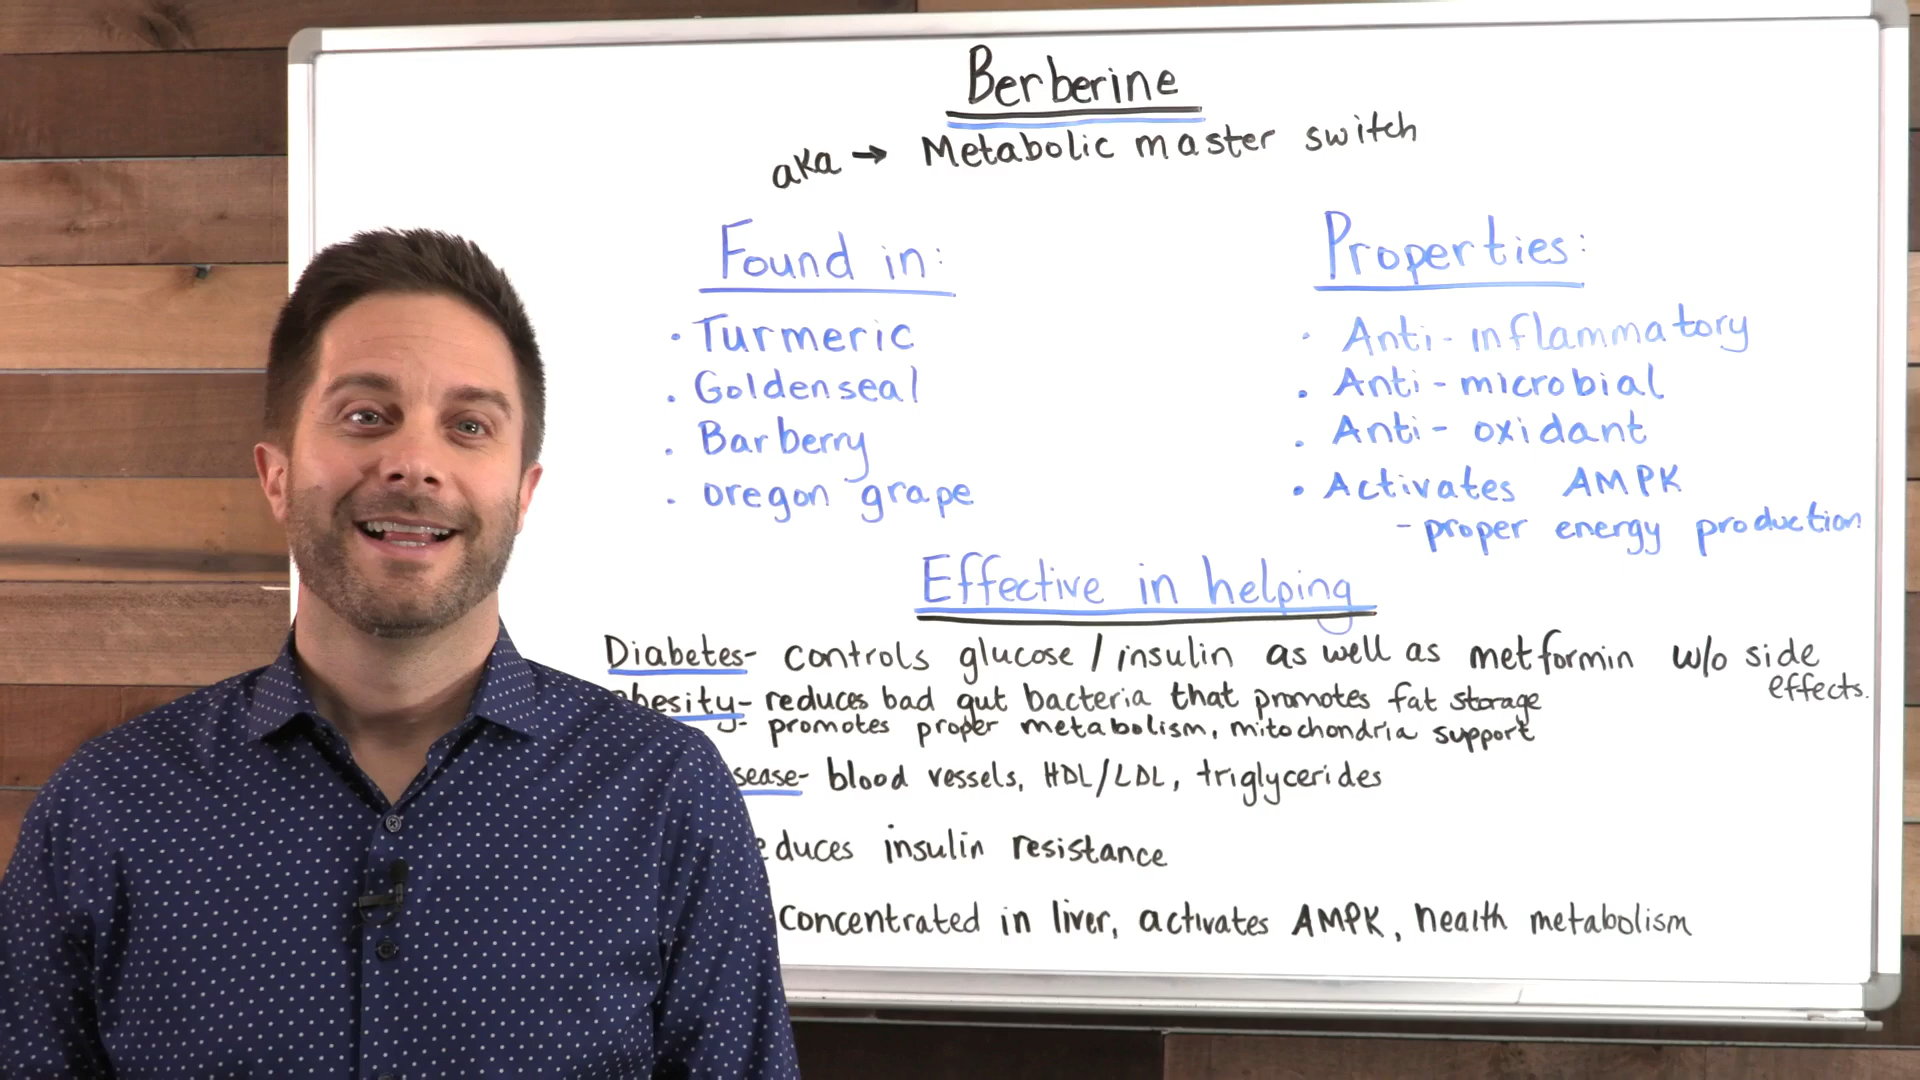 Berberine
aka → Metabolic master switch
Found in:
• Turmeric
• Goldenseal
• Barberry
• oregon grape
Properties:
• Anti-inflammatory
• Anti-microbial
• Anti-oxidant
• Activates AMPK
- proper energy production
Effective in helping
Diabetes- controls glucose/insulin as well as metformin w/o side effects.
besity- reduces bad gut bacteria that promotes fat storage
y- promotes proper metabolism, mitochondria support
sease- blood vessels, HDL/LDL, triglycerides
educes insulin resistance
concentrated in liver, activates AMPK, health metabolism